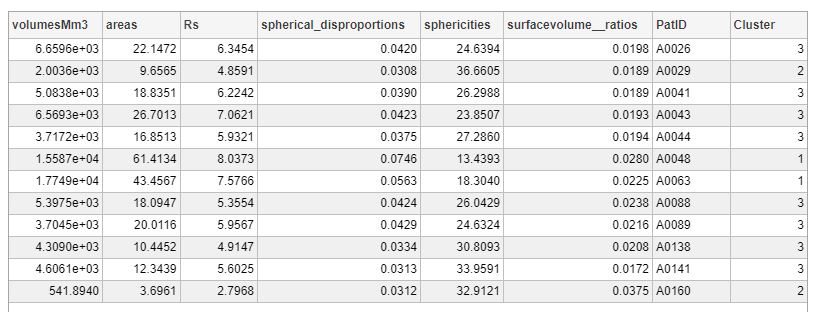 volumesMm3 areas Rs spherical_disproportions sphericities surfacevolume__ratios PatID Cluster
6.6596e+03 22.1472 6.3454 0.0420 24.6394 0.0198 A0026 3
2.0036e+03 9.6565 4.8591 0.0308 36.6605 0.0189 A0029 2
5.0838e+03 18.8351 6.2242 0.0390 26.2988 0.0189 A0041 3
6.5693e+03 26.7013 7.0621 0.0423 23.8507 0.0193 A0043 3
3.7172e+03 16.8513 5.9321 0.0375 27.2860 0.0194 A0044 3
1.5587e+04 61.4134 8.0373 0.0746 13.4393 0.0280 A0048 1
1.7749e+04 43.4567 7.5766 0.0563 18.3040 0.0225 A0063 1
5.3975e+03 18.0947 5.3554 0.0424 26.0429 0.0238 A0088 3
3.7045e+03 20.0116 5.9567 0.0429 24.6324 0.0216 A0089 3
4.3090e+03 10.4452 4.9147 0.0334 30.8093 0.0208 A0138 3
4.6061e+03 12.3439 5.6025 0.0313 33.9591 0.0172 A0141 3
541.8940 3.6961 2.7968 0.0312 32.9121 0.0375 A0160 2